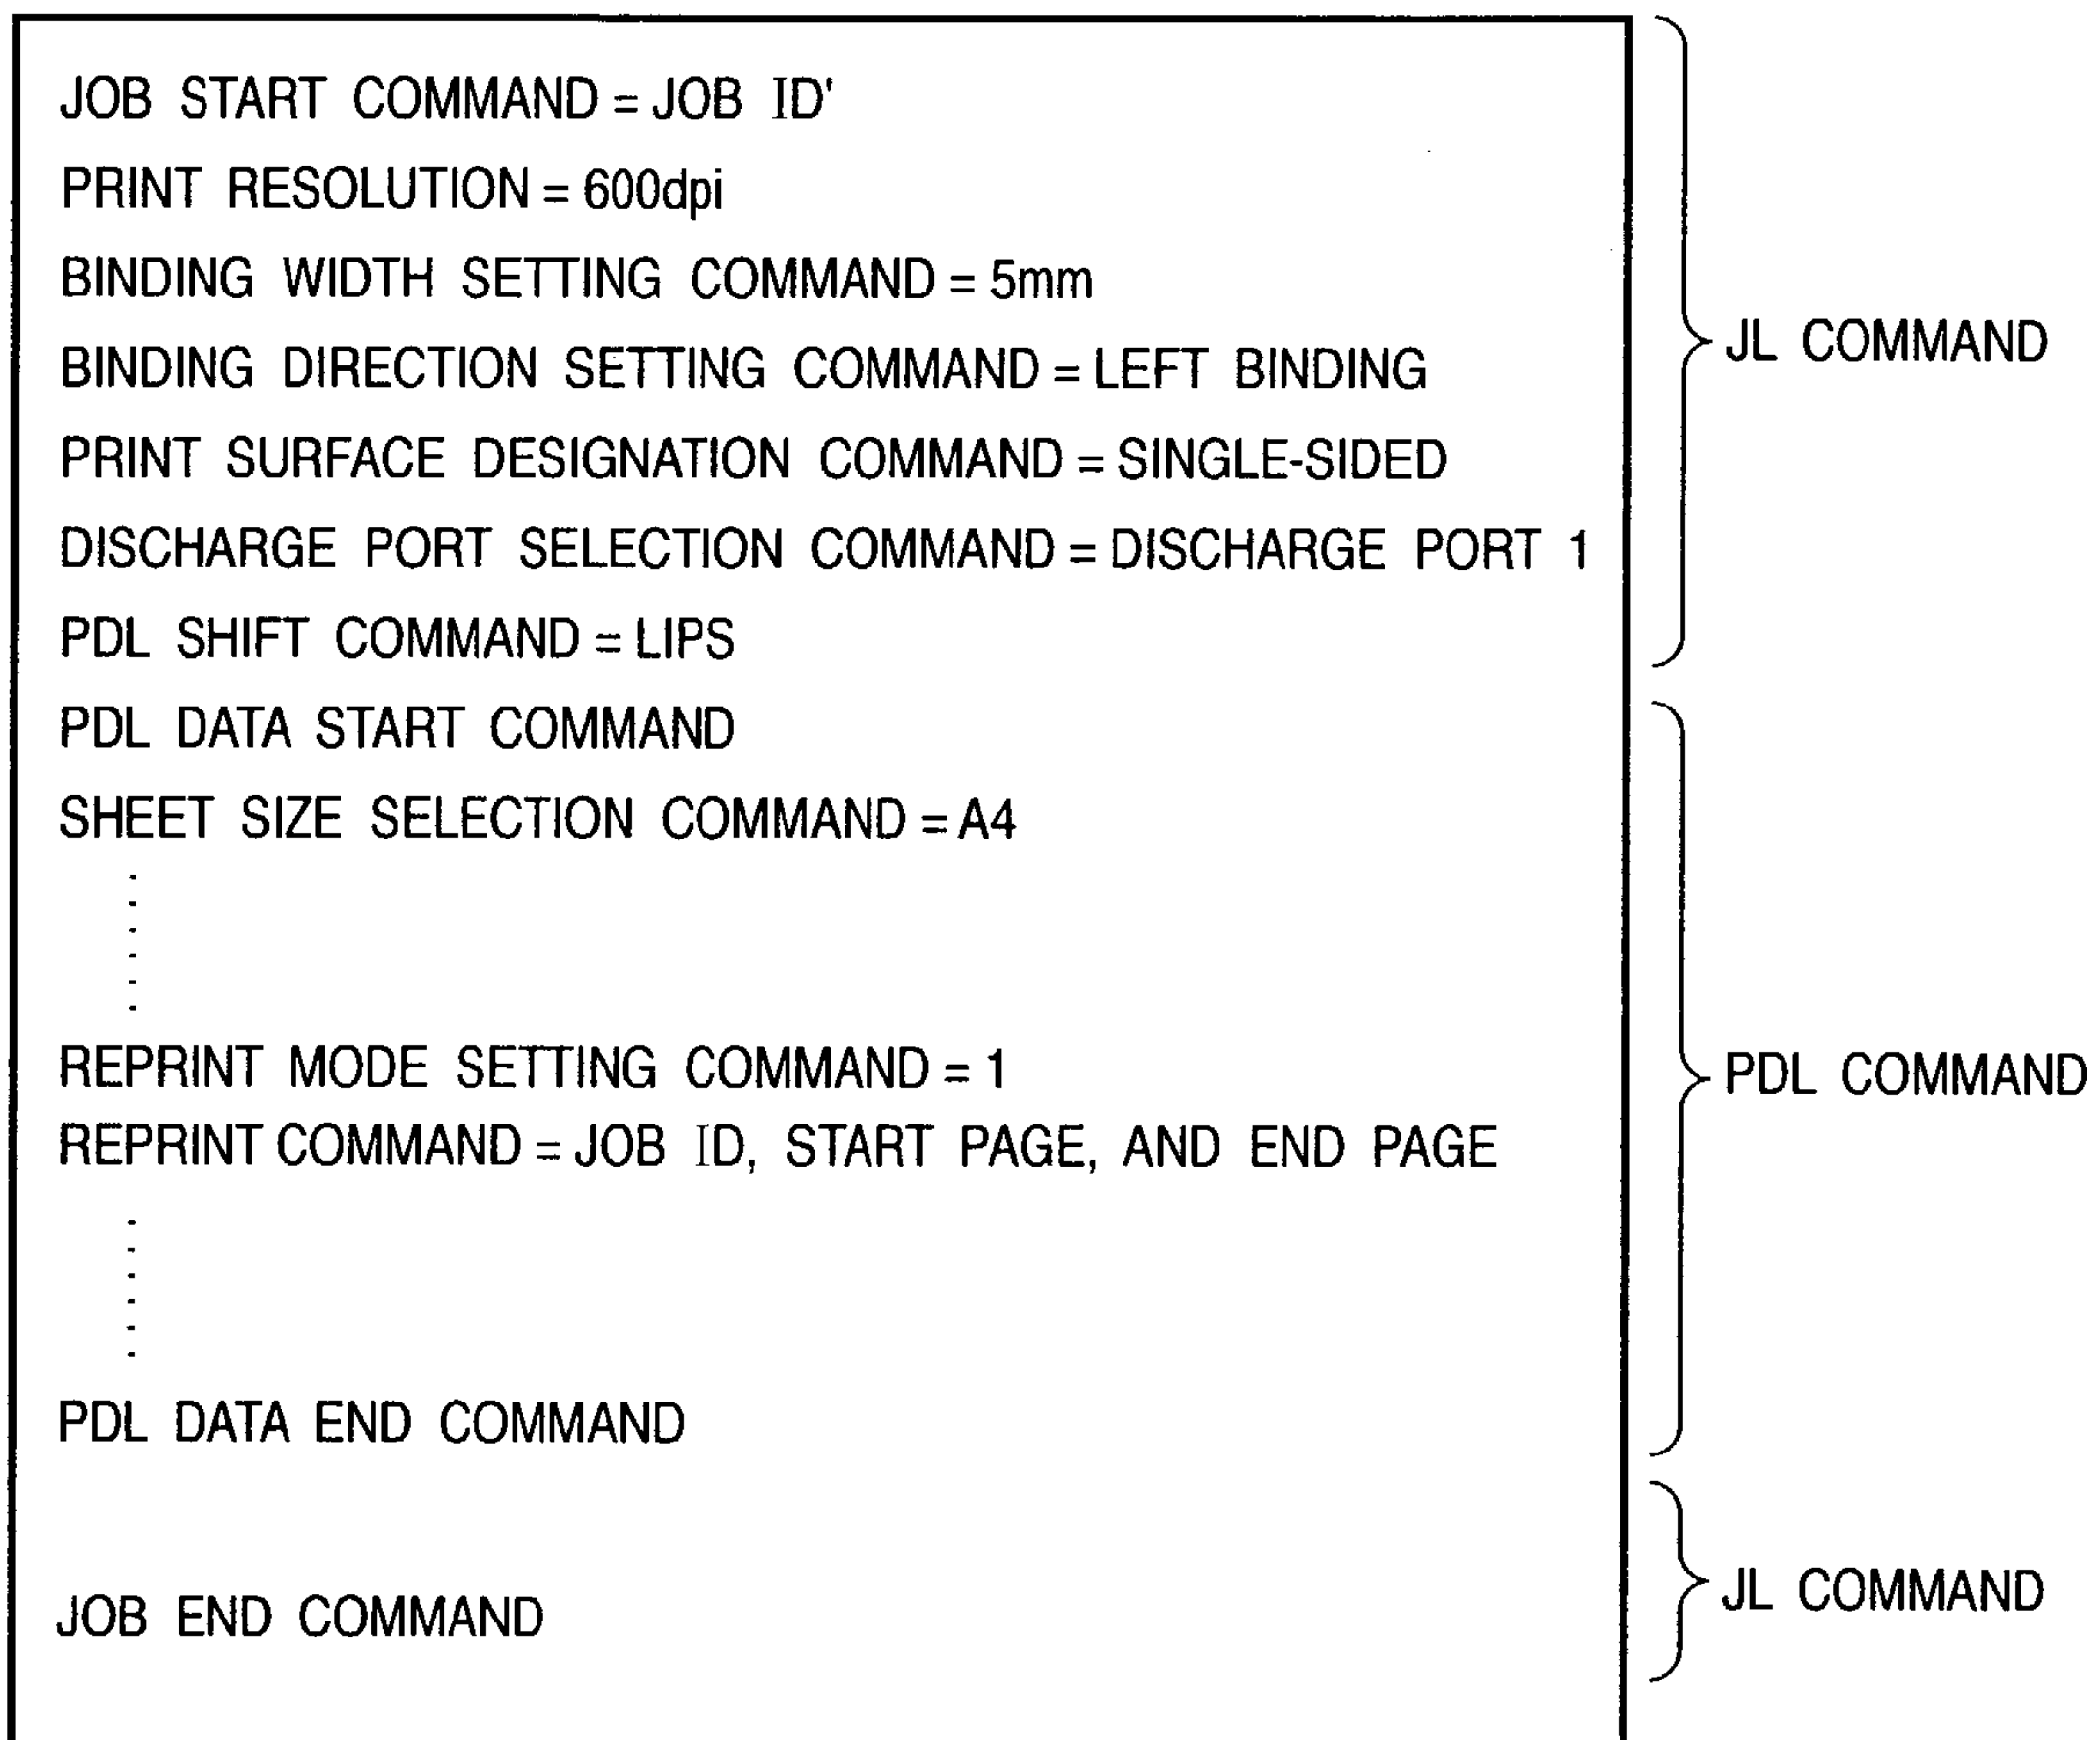 JOB START COMMAND = JOB ID'
PRINT RESOLUTION = 600dpi
BINDING WIDTH SETTING COMMAND = 5mm
BINDING DIRECTION SETTING COMMAND = LEFT BINDING
PRINT SURFACE DESIGNATION COMMAND = SINGLE-SIDED
DISCHARGE PORT SELECTION COMMAND = DISCHARGE PORT 1
PDL SHIFT COMMAND = LIPS
JL COMMAND
PDL DATA START COMMAND
SHEET SIZE SELECTION COMMAND = A4
REPRINT MODE SETTING COMMAND = 1
REPRINT COMMAND = JOB ID, START PAGE, AND END PAGE
PDL DATA END COMMAND
PDL COMMAND
JOB END COMMAND
JL COMMAND